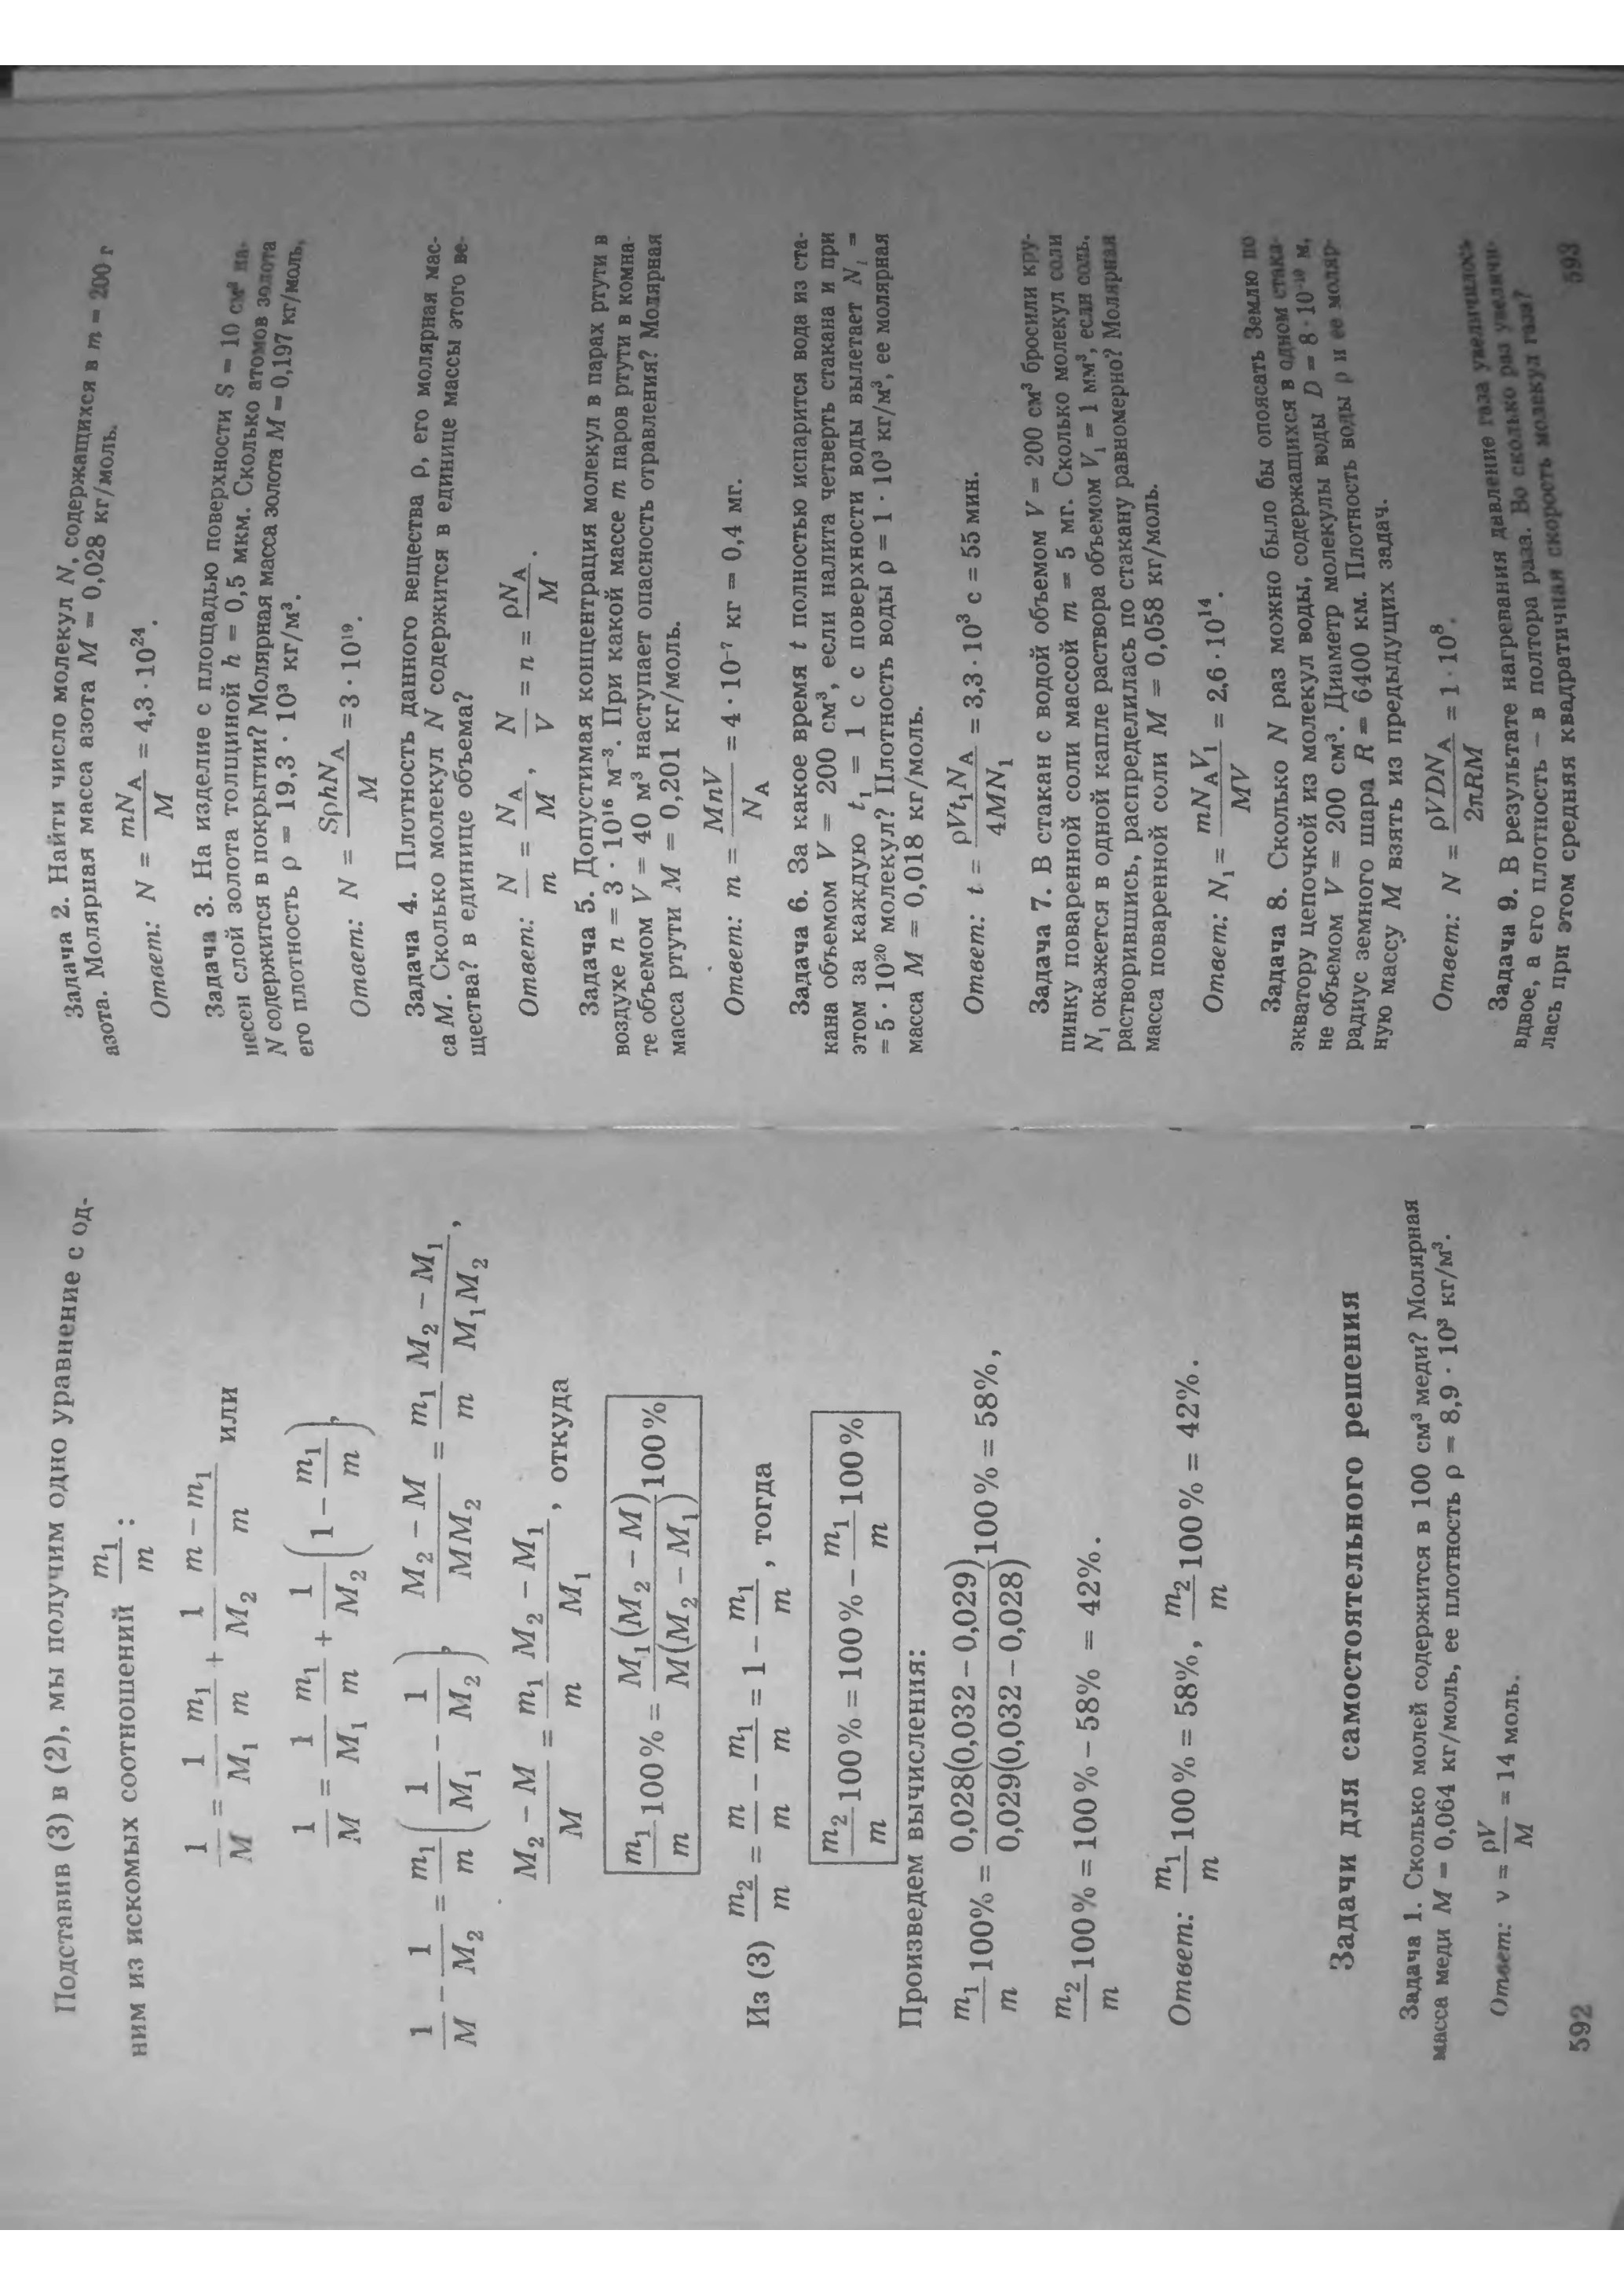 Подставив (3) в (2), мы получим одно уравнение с од-
ним из искомых соотношений m₁/m :
1/M = 1/M₁ m₁/m + 1/M₂ (m − m₁)/m или
1/M = 1/M₁ m₁/m + 1/M₂ (1 − m₁/m),
1/M − 1/M₂ = m₁/m (1/M₁ − 1/M₂), (M₂ − M)/(MM₂) = m₁/m (M₂ − M₁)/(M₁M₂),
(M₂ − M)/M = m₁/m (M₂ − M₁)/M₁, откуда
m₁/m 100% = M₁(M₂ − M)/(M(M₂ − M₁)) 100%
Из (3) m₂/m = m/m − m₁/m = 1 − m₁/m, тогда
m₂/m 100% = 100% − m₁/m 100%
Произведем вычисления:
m₁/m 100% = 0,028(0,032 − 0,029)/(0,029(0,032 − 0,028)) 100% = 58%,
m₂/m 100% = 100% − 58% = 42%.
Ответ: m₁/m 100% = 58%, m₂/m 100% = 42%.
Задачи для самостоятельного решения
Задача 1. Сколько молей содержится в 100 см³ меди? Молярная
масса меди M = 0,064 кг/моль, ее плотность ρ = 8,9 · 10³ кг/м³.
Ответ: ν = ρV/M = 14 моль.
592
Задача 2. Найти число молекул N, содержащихся в m = 200 г
азота. Молярная масса азота M = 0,028 кг/моль.
Ответ: N = mN_A/M = 4,3 · 10²⁴.
Задача 3. На изделие с площадью поверхности S = 10 см² на-
несен слой золота толщиной h = 0,5 мкм. Сколько атомов золота
N содержится в покрытии? Молярная масса золота M = 0,197 кг/моль,
его плотность ρ = 19,3 · 10³ кг/м³.
Ответ: N = SρhN_A/M = 3 · 10¹⁹.
Задача 4. Плотность данного вещества ρ, его молярная мас-
са M. Сколько молекул N содержится в единице массы этого ве-
щества? в единице объема?
Ответ: N/m = N_A/M, N/V = n = ρN_A/M.
Задача 5. Допустимая концентрация молекул в парах ртути в
воздухе n = 3 · 10¹⁶ м⁻³. При какой массе m паров ртути в комна-
те объемом V = 40 м³ наступает опасность отравления? Молярная
масса ртути M = 0,201 кг/моль.
Ответ: m = MnV/N_A = 4 · 10⁻⁷ кг = 0,4 мг.
Задача 6. За какое время t полностью испарится вода из ста-
кана объемом V = 200 см³, если налита четверть стакана и при
этом за каждую t₁ = 1 с с поверхности воды вылетает N₁ =
= 5 · 10²⁰ молекул? Плотность воды ρ = 1 · 10³ кг/м³, ее молярная
масса M = 0,018 кг/моль.
Ответ: t = ρVt₁N_A/4MN₁ = 3,3 · 10³ с = 55 мин.
Задача 7. В стакан с водой объемом V = 200 см³ бросили кру-
пинку поваренной соли массой m = 5 мг. Сколько молекул соли
N₁ окажется в одной капле раствора объемом V₁ = 1 мм³, если соль,
растворившись, распределилась по стакану равномерно? Молярная
масса поваренной соли M = 0,058 кг/моль.
Ответ: N₁ = mN_AV₁/MV = 2,6 · 10¹⁴.
Задача 8. Сколько N раз можно было бы опоясать Землю по
экватору цепочкой из молекул воды, содержащихся в одном стака-
не объемом V = 200 см³. Диаметр молекулы воды D = 8 · 10⁻¹⁰ м,
радиус земного шара R = 6400 км. Плотность воды ρ и ее моляр-
ную массу M взять из предыдущих задач.
Ответ: N = ρVDN_A/2πRM = 1 · 10⁸.
Задача 9. В результате нагревания давление газа увеличилось
вдвое, а его плотность – в полтора раза. Во сколько раз увеличи-
лась при этом средняя квадратичная скорость молекул газа?
593